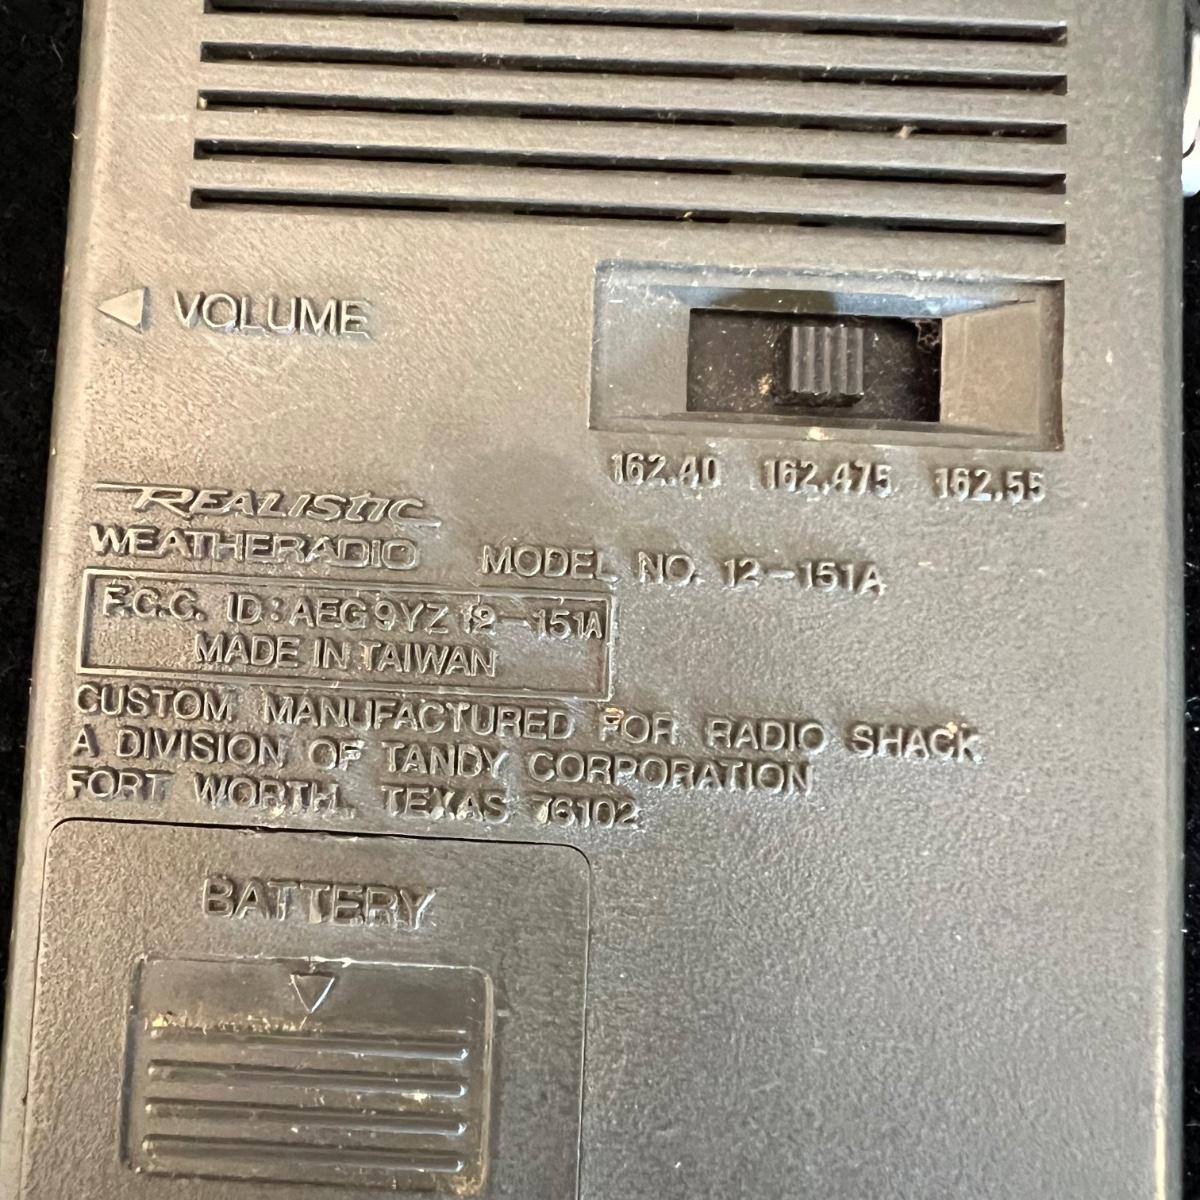 VOLUME
162.40 162.475 162.55
REALISTIC
WEATHERADIO MODEL NO. 12-151A
F.C.C. ID: AEG9YZ 12-151A
MADE IN TAIWAN
CUSTOM MANUFACTURED FOR RADIO SHACK
A DIVISION OF TANDY CORPORATION
FORT WORTH, TEXAS 76102
BATTERY